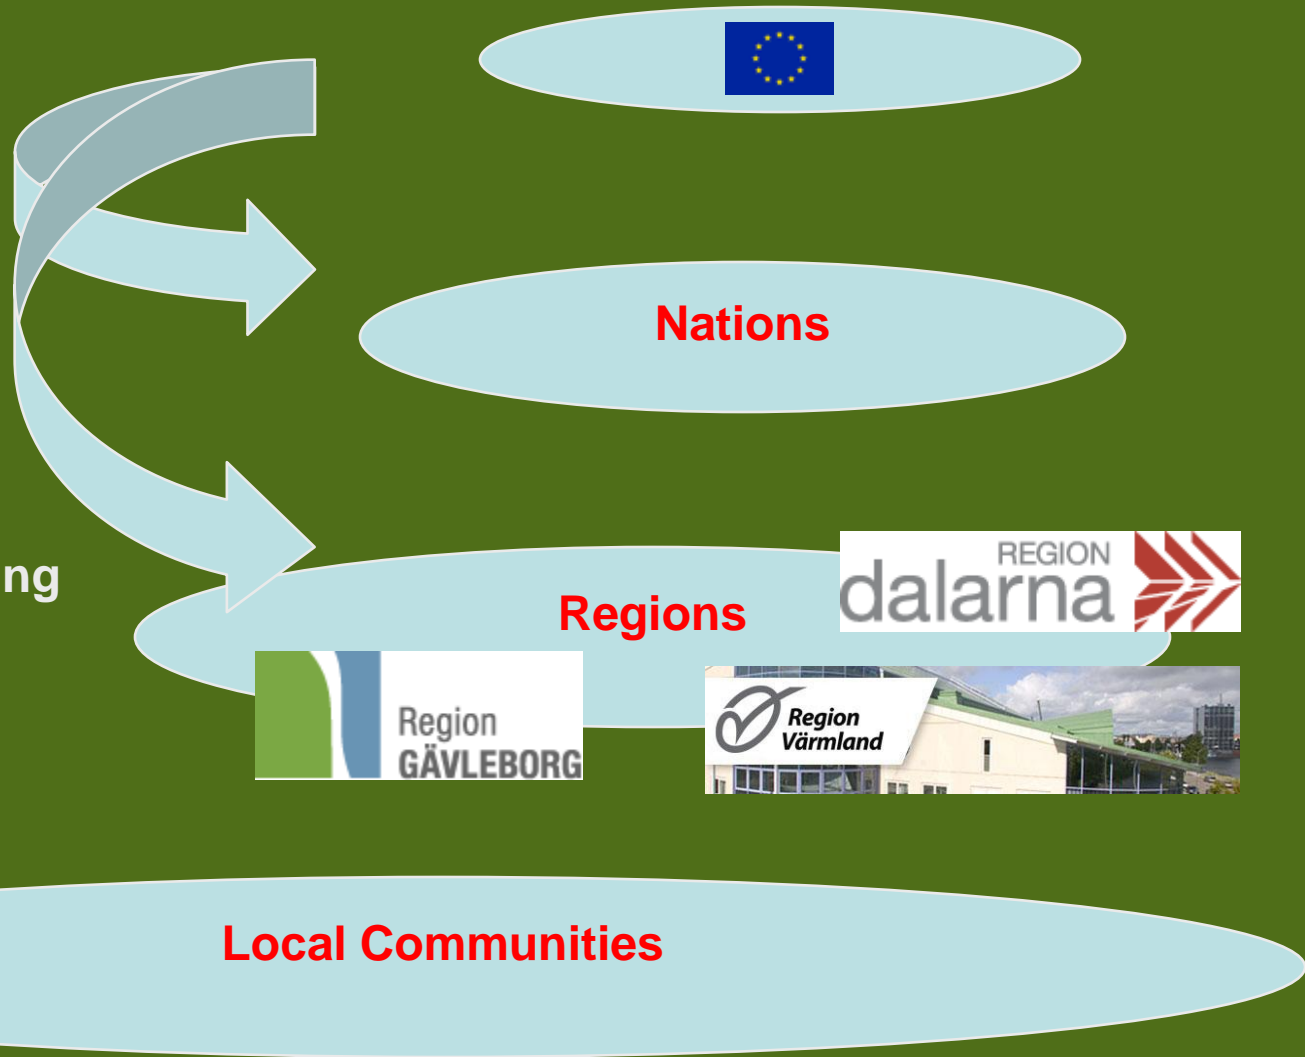 Nations
ng
Regions
REGION
dalarna
Region
GÄVLEBORG
Region
Värmland
Local Communities